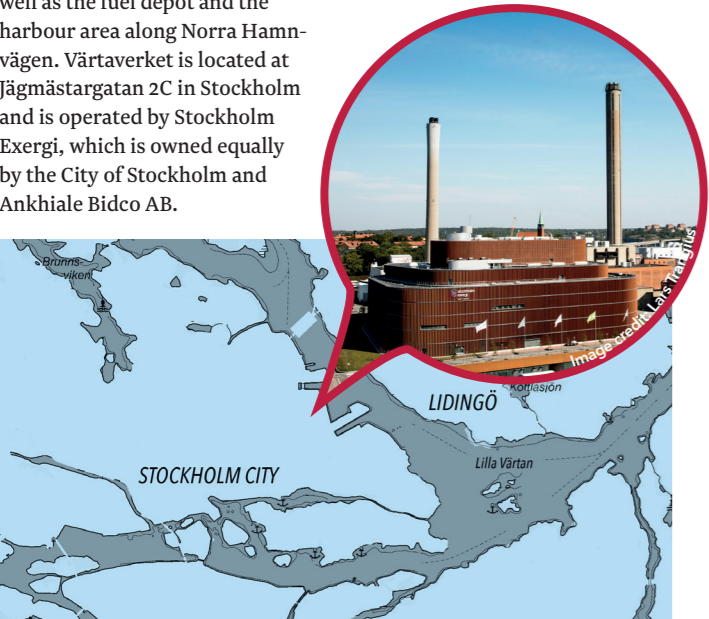 well as the fuel depot and the
harbour area along Norra Hamn-
vägen. Värtaverket is located at
Jägmästargatan 2C in Stockholm
and is operated by Stockholm
Exergi, which is owned equally
by the City of Stockholm and
Ankhiale Bidco AB.
Image credit: Lars Trangius
Brunns-
viken
Kottlasjön
LIDINGÖ
Lilla Värtan
STOCKHOLM CITY